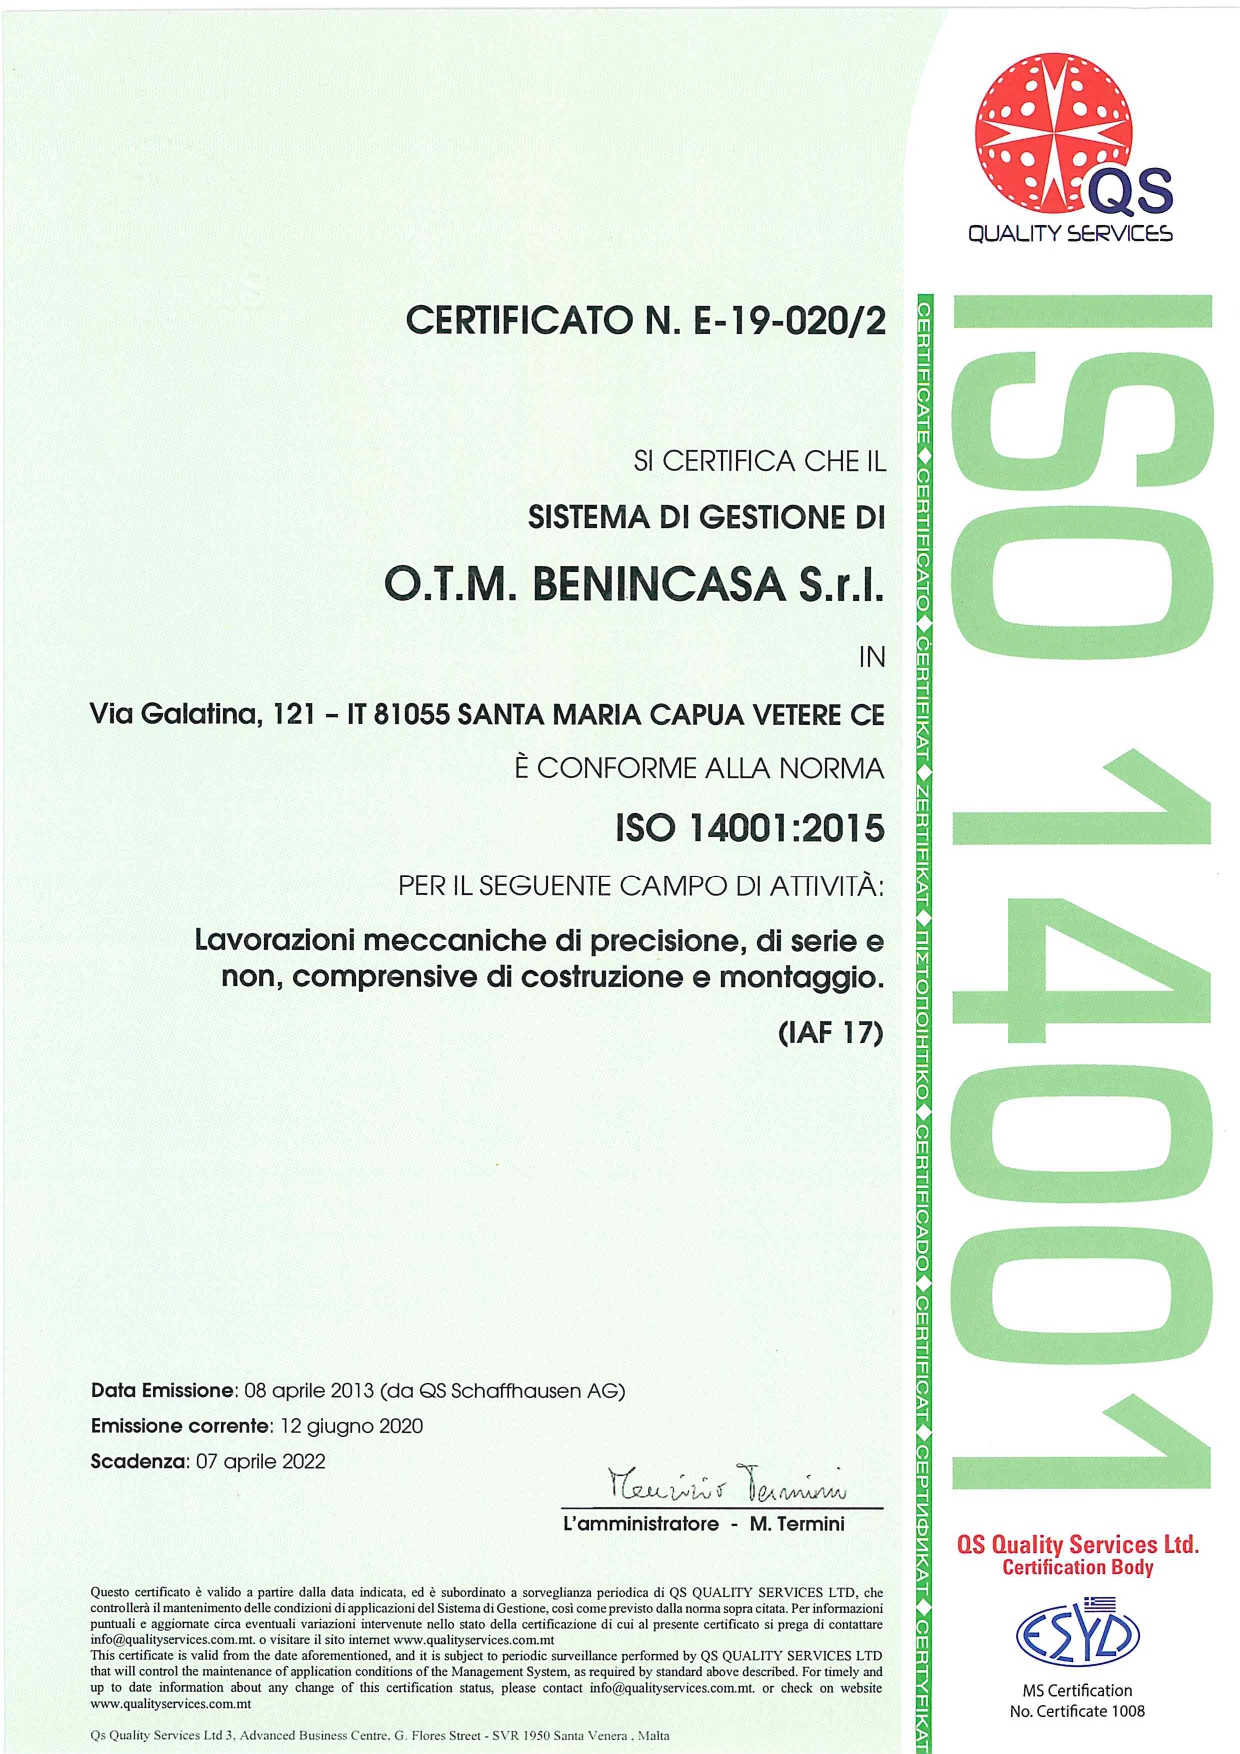 QS
QUALITY SERVICES
CERTIFICATO N. E-19-020/2
SI CERTIFICA CHE IL
SISTEMA DI GESTIONE DI
O.T.M. BENINCASA S.r.l.
IN
Via Galatina, 121 – IT 81055 SANTA MARIA CAPUA VETERE CE
È CONFORME ALLA NORMA
ISO 14001:2015
PER IL SEGUENTE CAMPO DI ATTIVITÀ:
Lavorazioni meccaniche di precisione, di serie e
non, comprensive di costruzione e montaggio.
(IAF 17)
Data Emissione: 08 aprile 2013 (da QS Schaffhausen AG)
Emissione corrente: 12 giugno 2020
Scadenza: 07 aprile 2022
Maurizio Termini
L'amministratore - M. Termini
Questo certificato è valido a partire dalla data indicata, ed è subordinato a sorveglianza periodica di QS QUALITY SERVICES LTD, che
controllerà il mantenimento delle condizioni di applicazioni del Sistema di Gestione, così come previsto dalla norma sopra citata. Per informazioni
puntuali e aggiornate circa eventuali variazioni intervenute nello stato della certificazione di cui al presente certificato si prega di contattare
info@qualityservices.com.mt. o visitare il sito internet www.qualityservices.com.mt
This certificate is valid from the date aforementioned, and it is subject to periodic surveillance performed by QS QUALITY SERVICES LTD
that will control the maintenance of application conditions of the Management System, as required by standard above described. For timely and
up to date information about any change of this certification status, please contact info@qualityservices.com.mt. or check on website
www.qualityservices.com.mt
Qs Quality Services Ltd 3, Advanced Business Centre, G. Flores Street - SVR 1950 Santa Venera , Malta
CERTIFICATE ◆ CERTIFICATO ◆ CERTIFIKAT ◆ ZERTIFIKAT ◆ ΠΙΣΤΟΠΟΙΗΤΙΚΟ ◆ CERTIFICADO ◆ CERTIFICAT ◆ СЕРТИФИКАТ ◆ CERTYFIKAT
ISO 14001
QS Quality Services Ltd.
Certification Body
ESYD
MS Certification
No. Certificate 1008